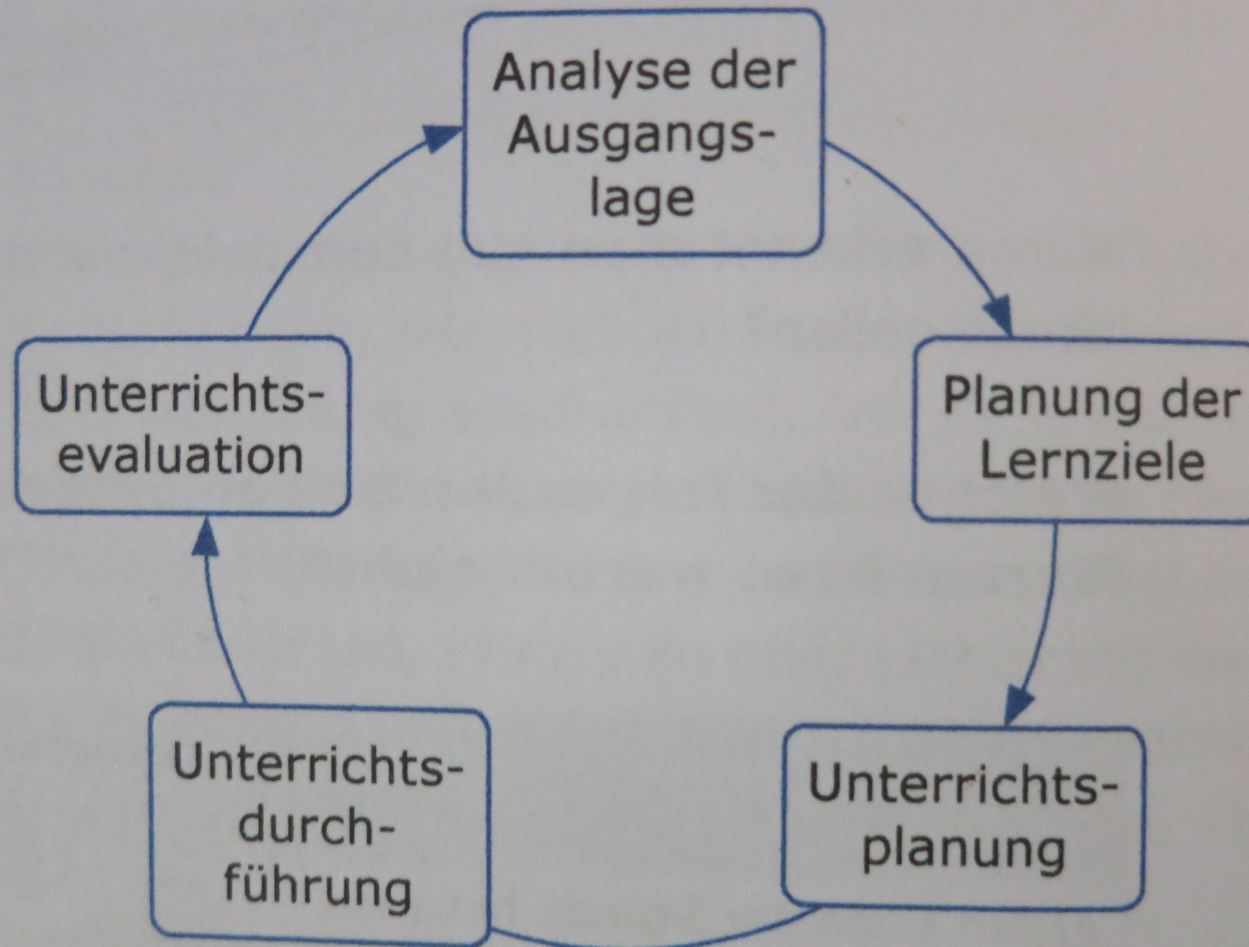 Analyse der
Ausgangs-
lage
Planung der
Lernziele
Unterrichts-
planung
Unterrichts-
durch-
führung
Unterrichts-
evaluation